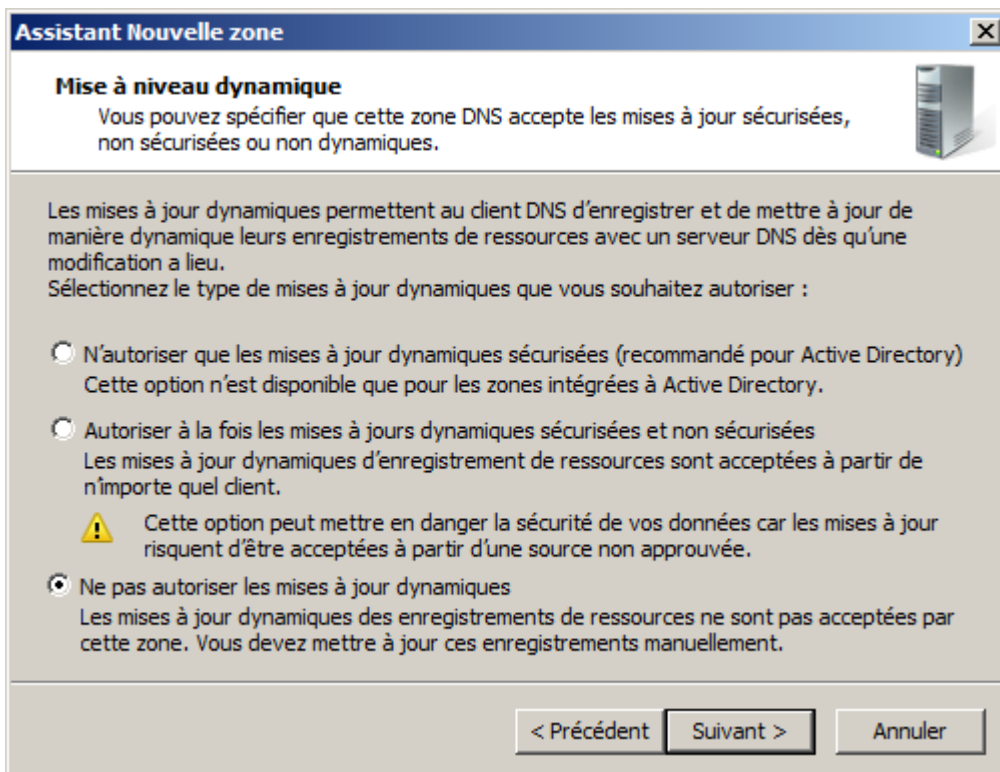 Assistant Nouvelle zone
Mise à niveau dynamique
Vous pouvez spécifier que cette zone DNS accepte les mises à jour sécurisées,
non sécurisées ou non dynamiques.
Les mises à jour dynamiques permettent au client DNS d'enregistrer et de mettre à jour de
manière dynamique leurs enregistrements de ressources avec un serveur DNS dès qu'une
modification a lieu.
Sélectionnez le type de mises à jour dynamiques que vous souhaitez autoriser :
N'autoriser que les mises à jour dynamiques sécurisées (recommandé pour Active Directory)
Cette option n'est disponible que pour les zones intégrées à Active Directory.
Autoriser à la fois les mises à jours dynamiques sécurisées et non sécurisées
Les mises à jour dynamiques d'enregistrement de ressources sont acceptées à partir de
n'importe quel client.
Cette option peut mettre en danger la sécurité de vos données car les mises à jour
risquent d'être acceptées à partir d'une source non approuvée.
Ne pas autoriser les mises à jour dynamiques
Les mises à jour dynamiques des enregistrements de ressources ne sont pas acceptées par
cette zone. Vous devez mettre à jour ces enregistrements manuellement.
< Précédent Suivant > Annuler